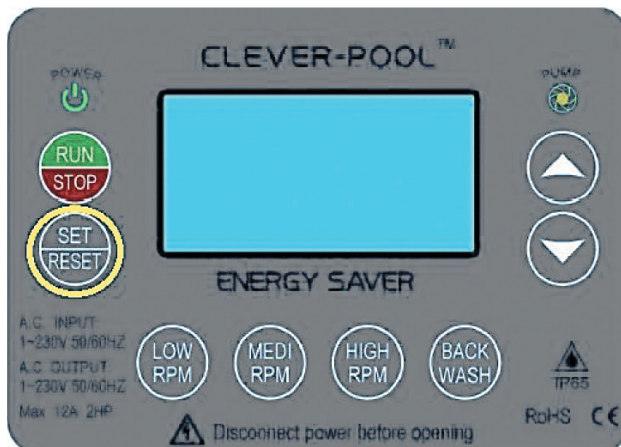 CLEVER-POOL™
POWER
PUMP
RUN
STOP
SET
RESET
ENERGY SAVER
A.C. INPUT:
1~230V 50/60HZ
A.C. OUTPUT:
1~230V 50/60HZ
Max 12A 2HP
LOW
RPM
MEDI
RPM
HIGH
RPM
BACK
WASH
IP65
RoHS CE
Disconnect power before opening